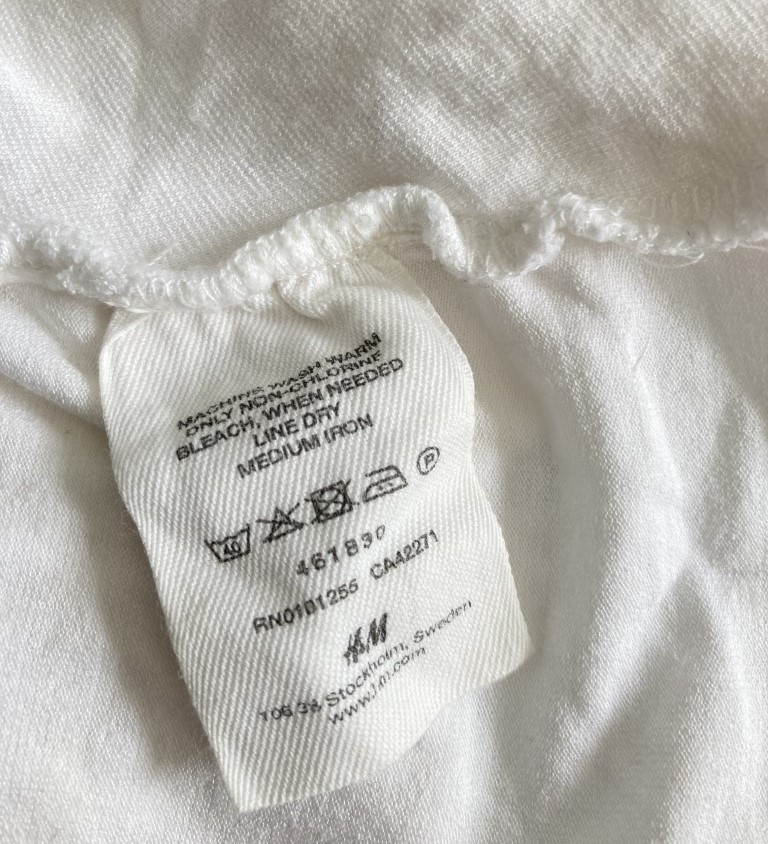 MACHINE WASH WARM
ONLY NON-CHLORINE
BLEACH, WHEN NEEDED
LINE DRY
MEDIUM IRON
40 P
461830
RN0101255 CA42271
H&M
106 38 Stockholm, Sweden
www.hm.com